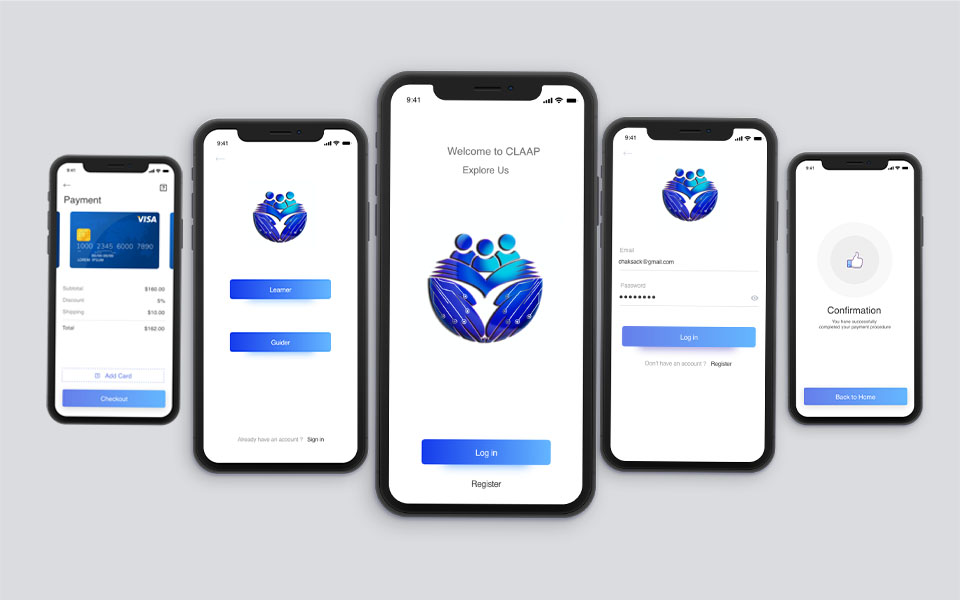 9:41
Payment
VISA
1000 2345 6000 7890
LOREM IPSUM
Subtotal $160.00
Discount 5%
Shipping $10.00
Total $162.00
Add Card
Checkout
9:41
Learner
Guider
Already have an account ? Sign in
9:41
Welcome to CLAAP
Explore Us
Log in
Register
9:41
Email
chaksack@gmail.com
Password
Log in
Don't have an account ? Register
9:41
Confirmation
You have successfully
completed your payment procedure
Back to Home